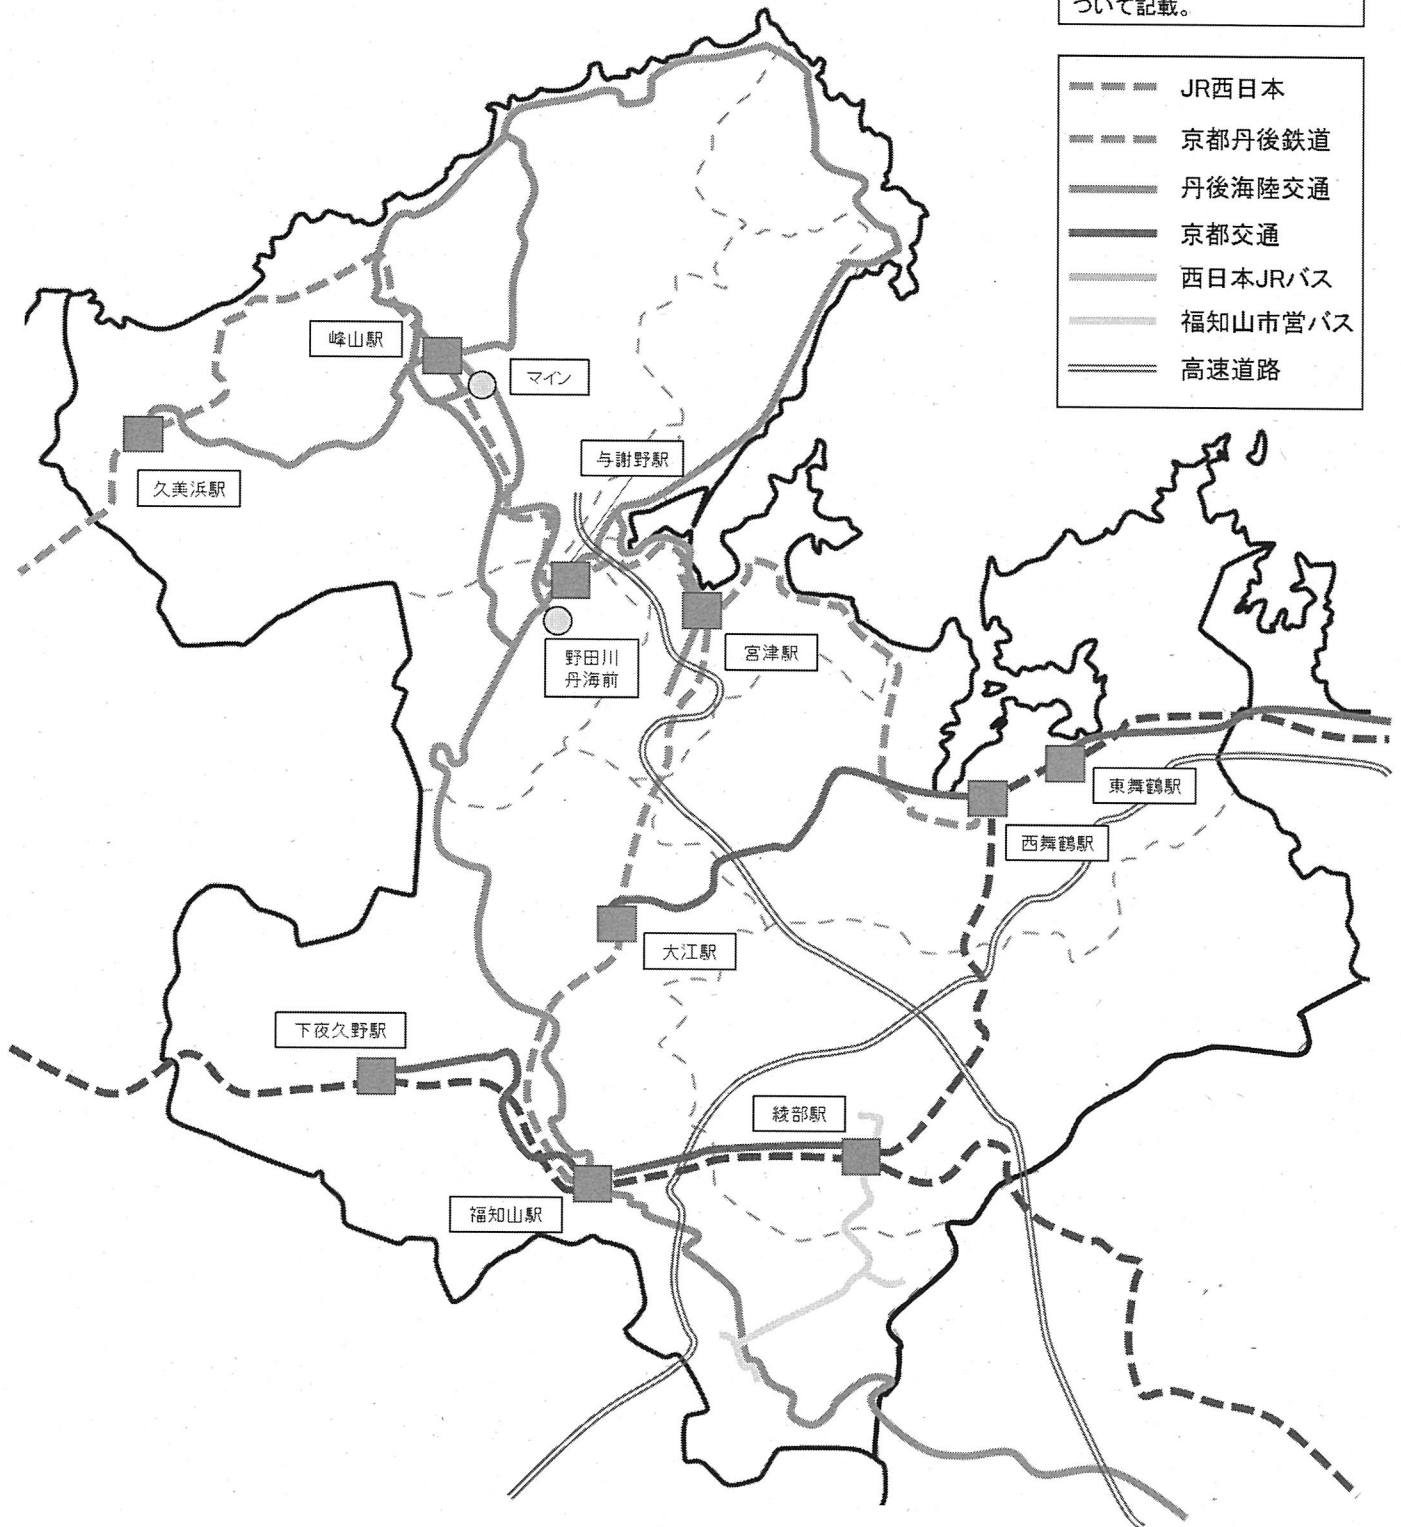 ついて記載。
JR西日本
京都丹後鉄道
丹後海陸交通
京都交通
西日本JRバス
福知山市営バス
高速道路
峰山駅
マイン
久美浜駅
与謝野駅
野田川
丹海前
宮津駅
東舞鶴駅
西舞鶴駅
大江駅
下夜久野駅
綾部駅
福知山駅